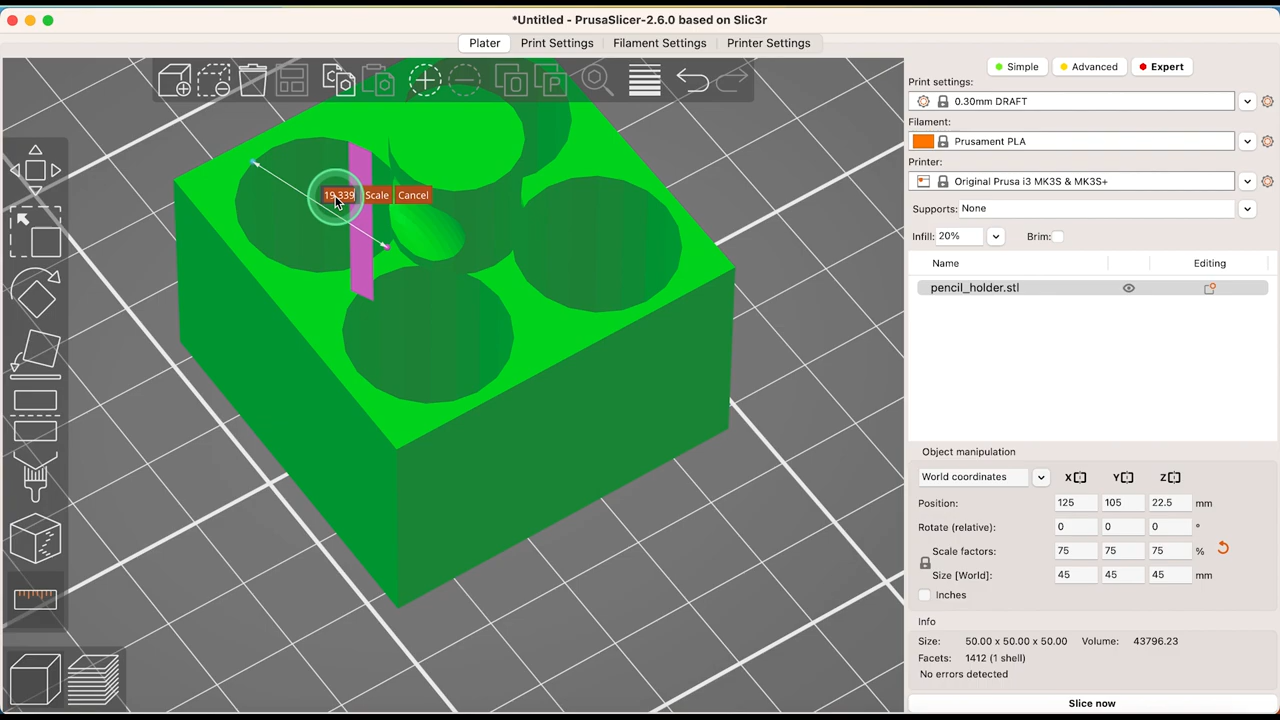 *Untitled - PrusaSlicer-2.6.0 based on Slic3r
Plater Print Settings Filament Settings Printer Settings
Simple Advanced Expert
Print settings:
0.30mm DRAFT
Filament:
Prusament PLA
Printer:
Original Prusa i3 MK3S & MK3S+
Supports: None
Infill: 20% Brim:
Name Editing
pencil_holder.stl
19.339 Scale Cancel
Object manipulation
World coordinates X Y Z
Position: 125 105 22.5 mm
Rotate (relative): 0 0 0 °
Scale factors: 75 75 75 %
Size [World]: 45 45 45 mm
Inches
Info
Size: 50.00 x 50.00 x 50.00 Volume: 43796.23
Facets: 1412 (1 shell)
No errors detected
Slice now